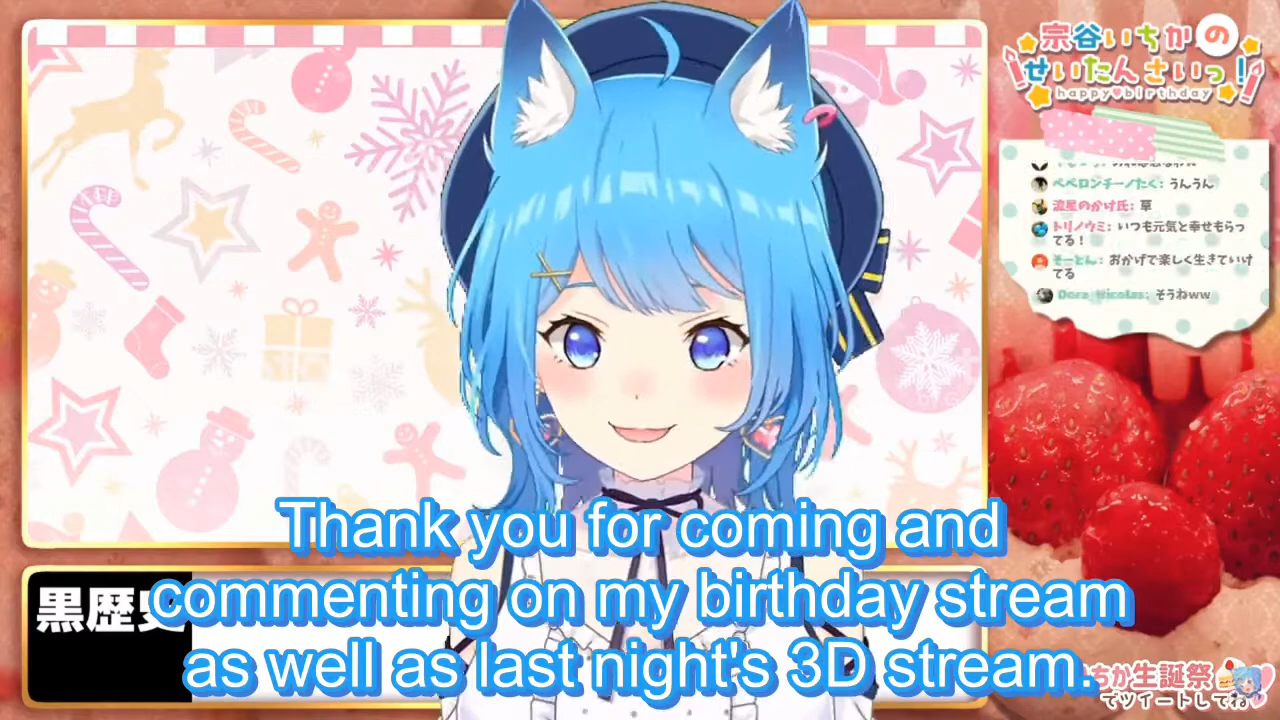 宗谷いちかの
せいたんさいっ！
happy birthday
ペペロンチーノたく: うんうん
流星のかけ氏: 草
トリノウミ: いつも元気と幸せもらっ
てる！
そーとん: おかげで楽しく生きていけ
てる
そうねww
Thank you for coming and
黒歴史
commenting on my birthday stream
as well as last night's 3D stream.
ちか生誕祭
でツイートしてね